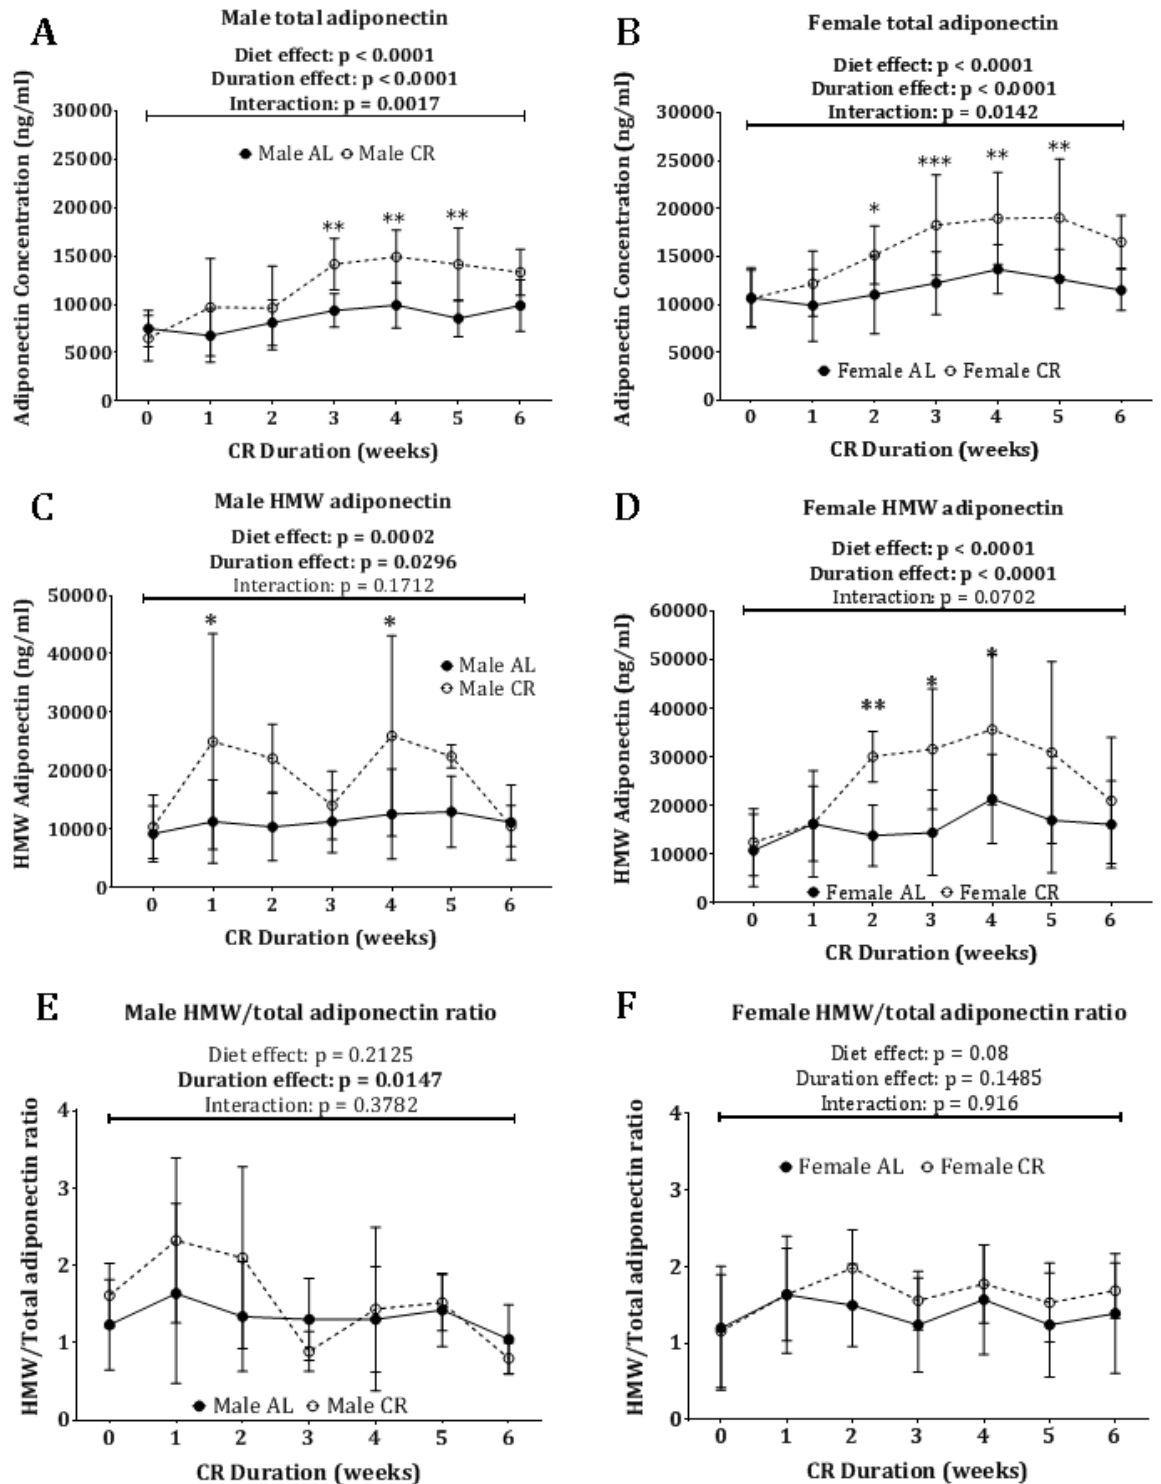 A
Male total adiponectin
Diet effect: p < 0.0001
Duration effect: p < 0.0001
Interaction: p = 0.0017
Adiponectin Concentration (ng/ml)
30000
25000
20000
15000
10000
5000
0
Male AL Male CR
** ** **
0 1 2 3 4 5 6
CR Duration (weeks)
B
Female total adiponectin
Diet effect: p < 0.0001
Duration effect: p < 0.0001
Interaction: p = 0.0142
Adiponectin Concentration (ng/ml)
30000
25000
20000
15000
10000
5000
0
* *** ** **
Female AL Female CR
0 1 2 3 4 5 6
CR Duration (weeks)
C
Male HMW adiponectin
Diet effect: p = 0.0002
Duration effect: p = 0.0296
Interaction: p = 0.1712
HMW Adiponectin (ng/ml)
50000
40000
30000
20000
10000
0
* *
Male AL
Male CR
0 1 2 3 4 5 6
CR Duration (weeks)
D
Female HMW adiponectin
Diet effect: p < 0.0001
Duration effect: p < 0.0001
Interaction: p = 0.0702
HMW Adiponectin (ng/ml)
60000
50000
40000
30000
20000
10000
0
** * *
Female AL Female CR
0 1 2 3 4 5 6
CR Duration (weeks)
E
Male HMW/total adiponectin ratio
Diet effect: p = 0.2125
Duration effect: p = 0.0147
Interaction: p = 0.3782
HMW/Total adiponectin ratio
4
3
2
1
0
Male AL Male CR
0 1 2 3 4 5 6
CR Duration (weeks)
F
Female HMW/total adiponectin ratio
Diet effect: p = 0.08
Duration effect: p = 0.1485
Interaction: p = 0.916
HMW/Total adiponectin ratio
4
3
2
1
0
Female AL Female CR
0 1 2 3 4 5 6
CR Duration (weeks)